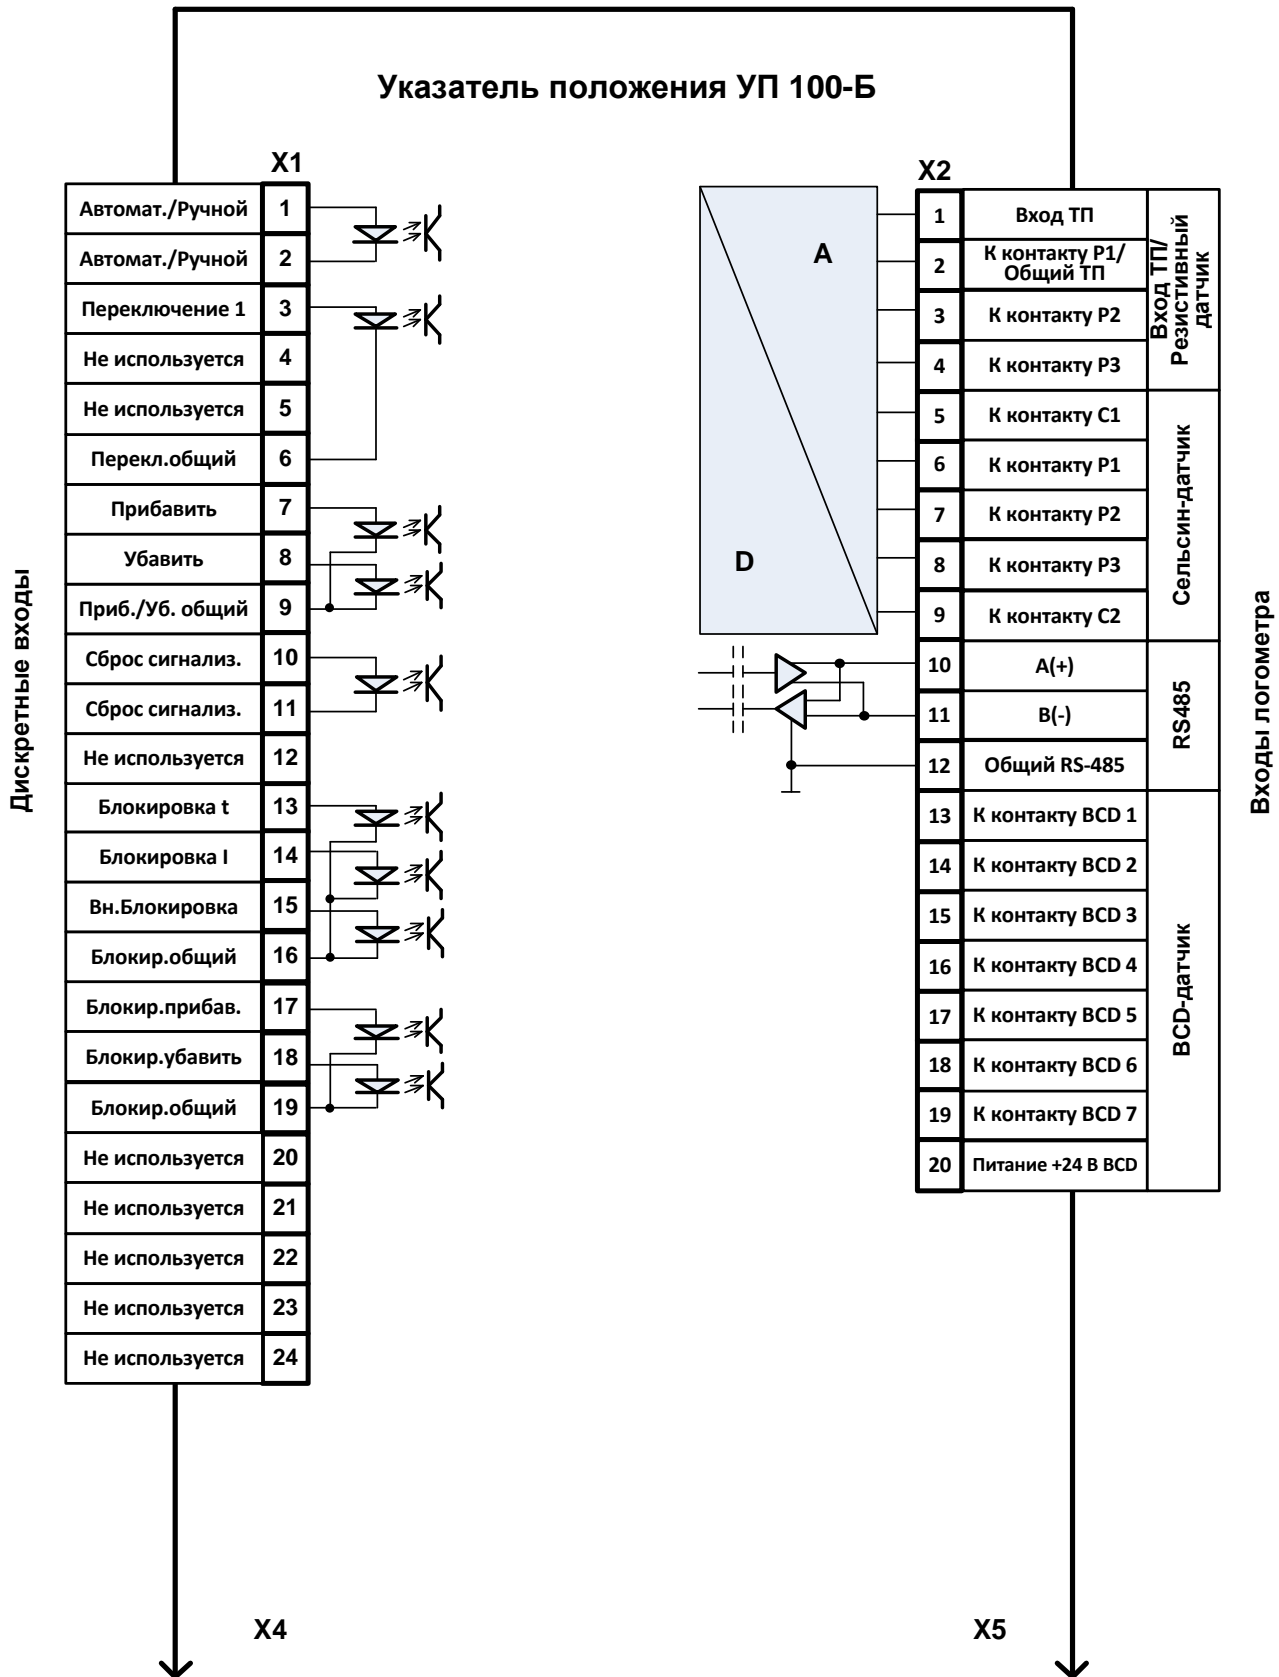 Указатель положения УП 100-Б
X1
Дискретные входы
Автомат./Ручной 1
Автомат./Ручной 2
Переключение 1 3
Не используется 4
Не используется 5
Перекл.общий 6
Прибавить 7
Убавить 8
Приб./Уб. общий 9
Сброс сигнализ. 10
Сброс сигнализ. 11
Не используется 12
Блокировка t 13
Блокировка I 14
Вн.Блокировка 15
Блокир.общий 16
Блокир.прибав. 17
Блокир.убавить 18
Блокир.общий 19
Не используется 20
Не используется 21
Не используется 22
Не используется 23
Не используется 24
A
D
X2
1 Вход ТП
2 К контакту Р1/
Общий ТП
3 К контакту Р2
4 К контакту Р3
Вход ТП/
Резистивный
датчик
5 К контакту С1
6 К контакту Р1
7 К контакту Р2
8 К контакту Р3
9 К контакту С2
Сельсин-датчик
10 A(+)
11 B(-)
12 Общий RS-485
RS485
13 К контакту BCD 1
14 К контакту BCD 2
15 К контакту BCD 3
16 К контакту BCD 4
17 К контакту BCD 5
18 К контакту BCD 6
19 К контакту BCD 7
20 Питание +24 В BCD
BCD-датчик
Входы логометра
X4
X5